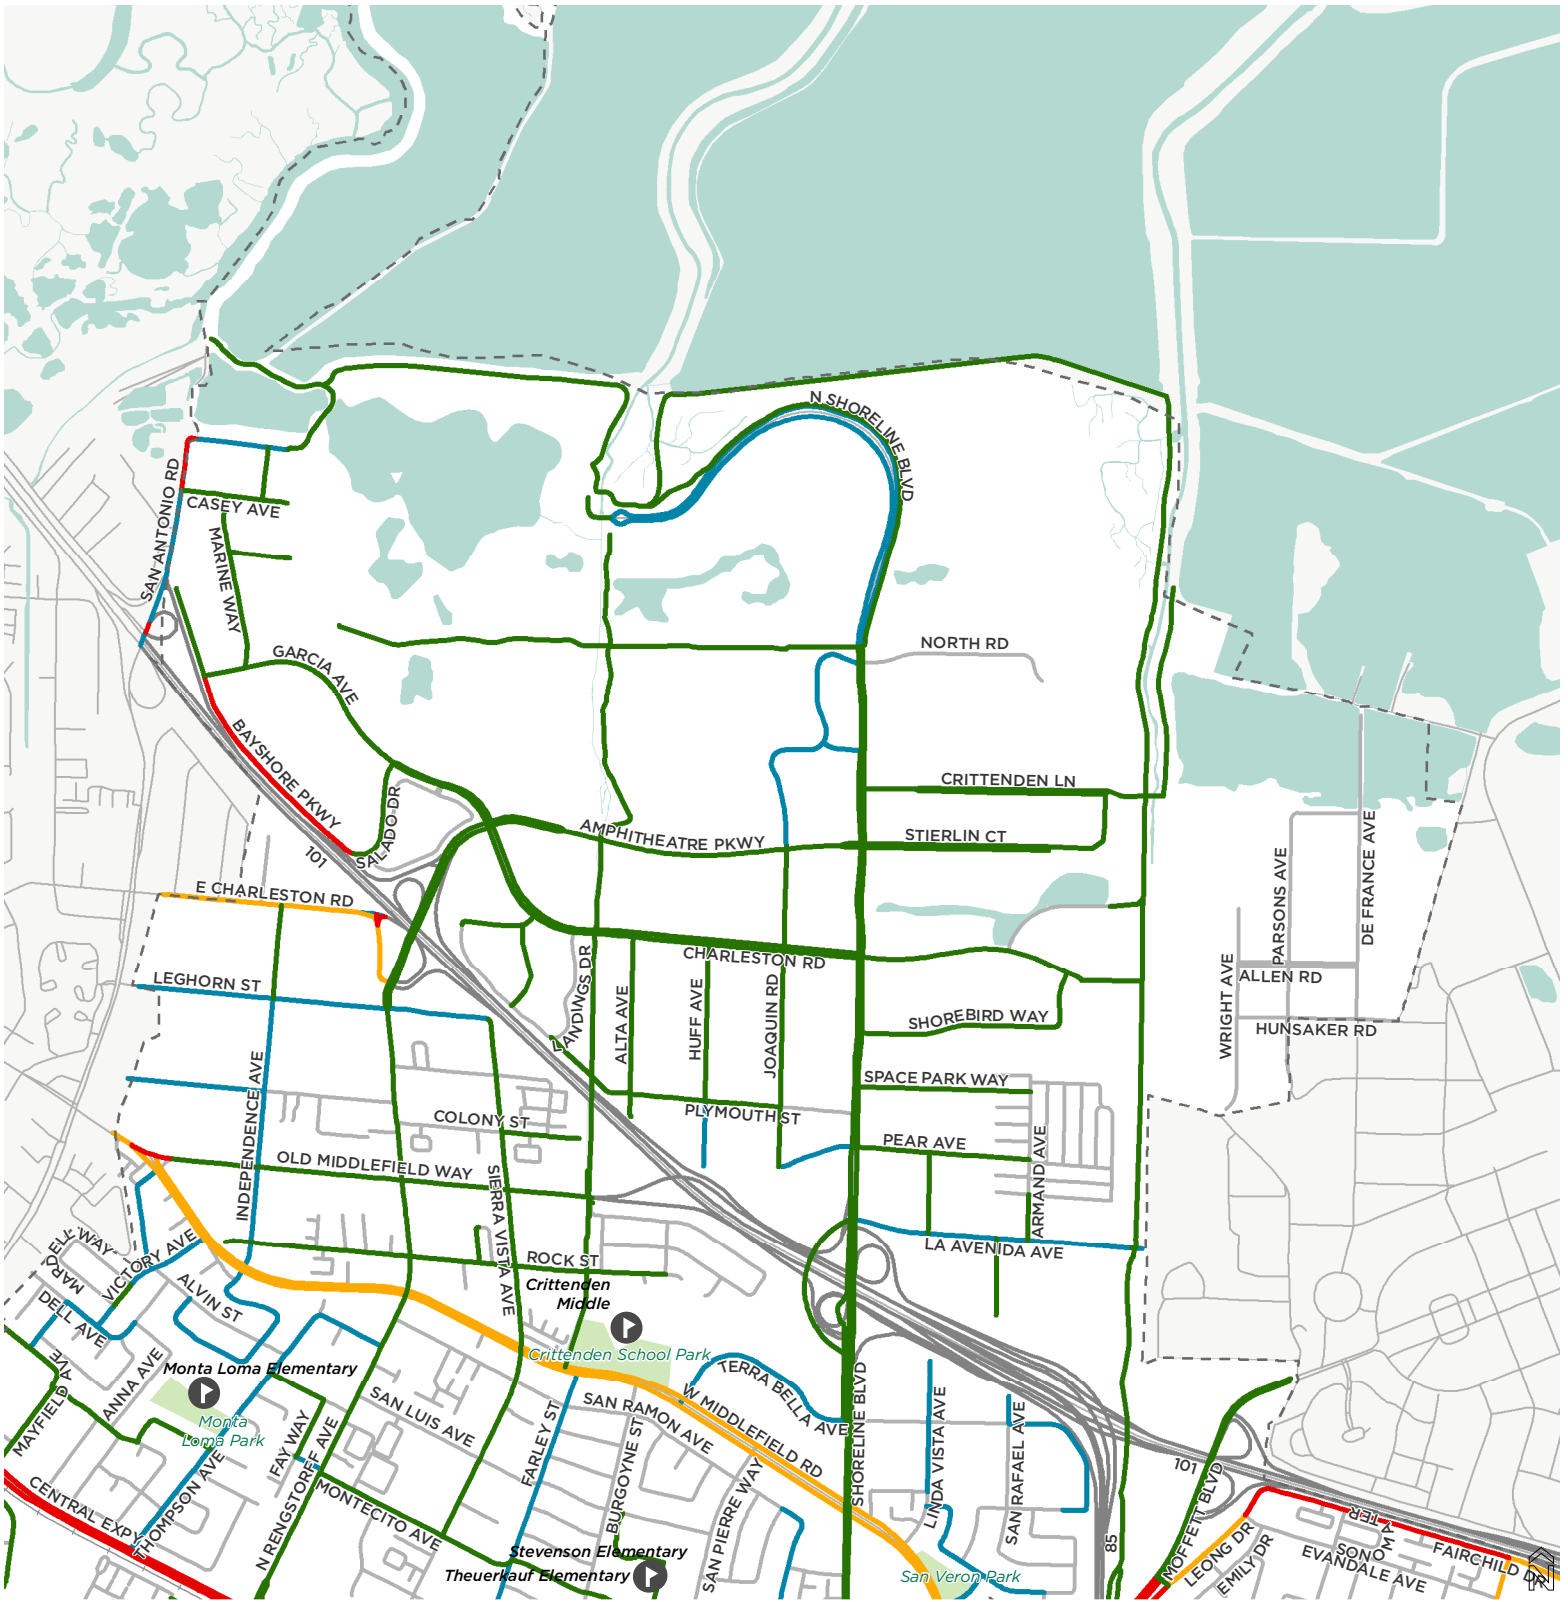 N SHORELINE BLVD
SAN ANTONIO RD
CASEY AVE
MARINE WAY
GARCIA AVE
NORTH RD
BAYSHORE PKWY
SALADO DR
101
CRITTENDEN LN
AMPHITHEATRE PKWY
STIERLIN CT
PARSONS AVE
DE FRANCE AVE
E CHARLESTON RD
CHARLESTON RD
LANDINGS DR
WRIGHT AVE
ALLEN RD
LEGHORN ST
ALTA AVE
HUFF AVE
JOAQUIN RD
SHOREBIRD WAY
HUNSAKER RD
SPACE PARK WAY
INDEPENDENCE AVE
COLONY ST
PLYMOUTH ST
PEAR AVE
ARMAND AVE
OLD MIDDLEFIELD WAY
SIERRA VISTA AVE
LA AVENIDA AVE
MARDELL WAY
VICTORY AVE
ROCK ST
Crittenden
Middle
ALVIN ST
DELL AVE
Crittenden School Park
Monta Loma Elementary
MAYFIELD AVE
ANNA AVE
Monta
Loma Park
FAY WAY
SAN LUIS AVE
TERRA BELLA AVE
SHORELINE BLVD
W MIDDLEFIELD RD
SAN RAMON AVE
FARLEY ST
BURGOYNE ST
LINDA VISTA AVE
SAN RAFAEL AVE
101
CENTRAL EXPY
THOMPSON AVE
N RENGSTORFF AVE
MONTECITO AVE
SAN PIERRE WAY
Stevenson Elementary
Theuerkauf Elementary
San Veron Park
85
MOFFETT BLVD
LEONG DR
EMILY DR
EVANDALE AVE
FAIRCHILD DR
N